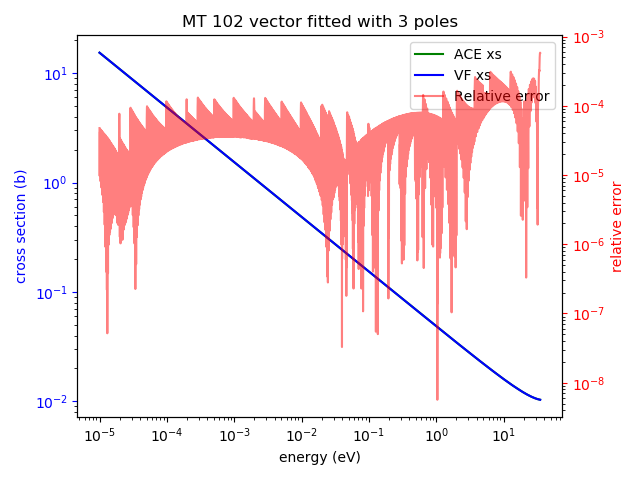 MT 102 vector fitted with 3 poles
ACE xs
VF xs
Relative error
cross section (b)
10¹
10⁰
10⁻¹
10⁻²
relative error
10⁻³
10⁻⁴
10⁻⁵
10⁻⁶
10⁻⁷
10⁻⁸
10⁻⁵ 10⁻⁴ 10⁻³ 10⁻² 10⁻¹ 10⁰ 10¹
energy (eV)